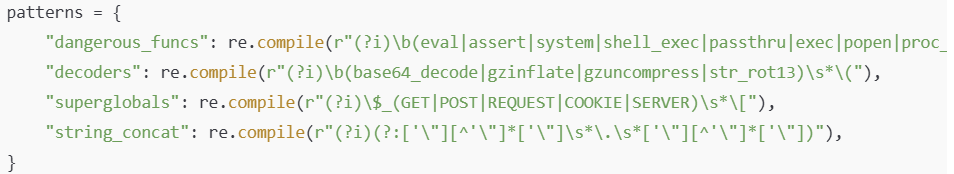 patterns = {
    "dangerous_funcs": re.compile(r"(?i)\b(eval|assert|system|shell_exec|passthru|exec|popen|proc_
    "decoders": re.compile(r"(?i)\b(base64_decode|gzinflate|gzuncompress|str_rot13)\s*\("),
    "superglobals": re.compile(r"(?i)\$_(GET|POST|REQUEST|COOKIE|SERVER)\s*\["),
    "string_concat": re.compile(r"(?i)(?:['\"][^'\"]*['\"]\s*\.\s*['\"][^'\"]*['\"])"),
}